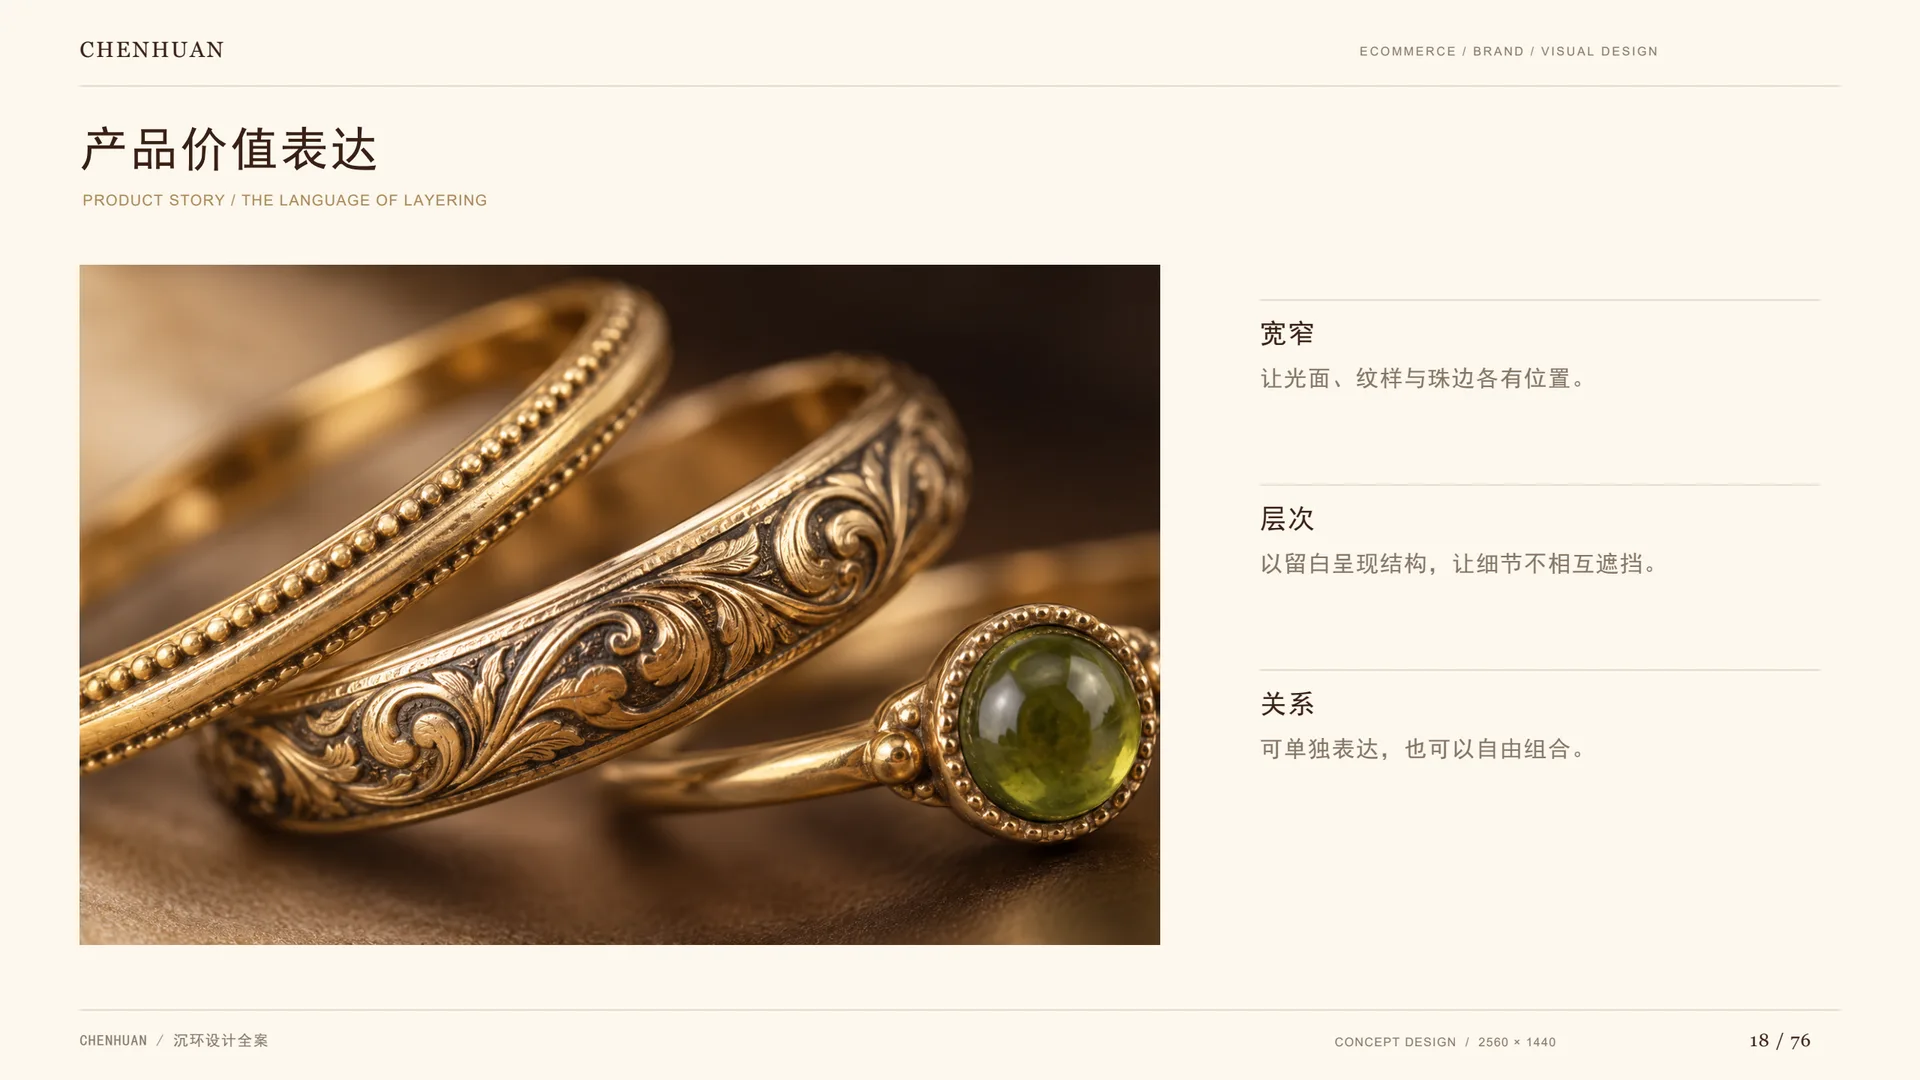 CHENHUAN
ECOMMERCE / BRAND / VISUAL DESIGN
产品价值表达
PRODUCT STORY / THE LANGUAGE OF LAYERING
宽窄
让光面、纹样与珠边各有位置。
层次
以留白呈现结构，让细节不相互遮挡。
关系
可单独表达，也可以自由组合。
CHENHUAN / 沉环设计全案
CONCEPT DESIGN / 2560 × 1440
18 / 76